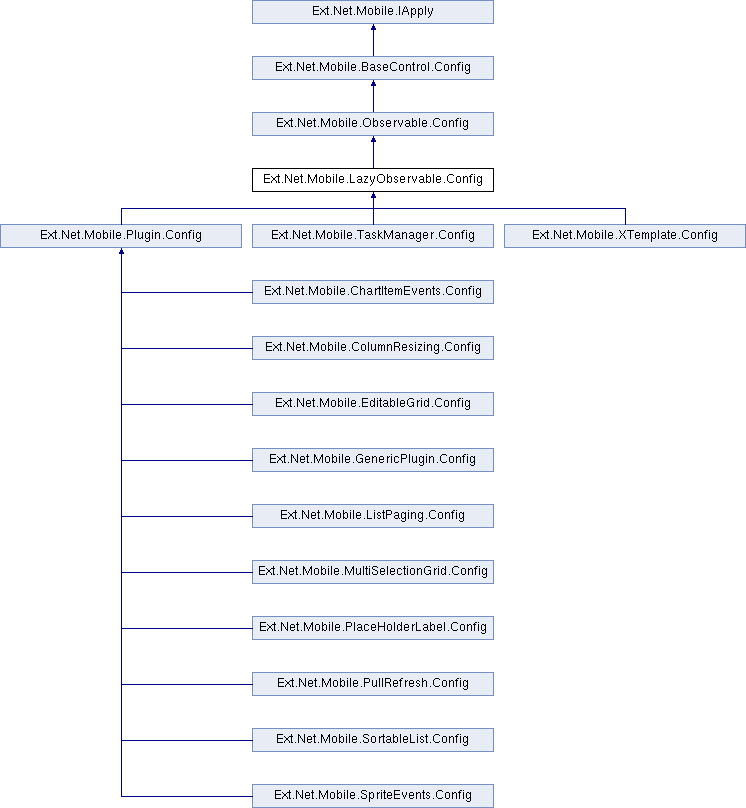 Ext.Net.Mobile.IApply
Ext.Net.Mobile.BaseControl.Config
Ext.Net.Mobile.Observable.Config
Ext.Net.Mobile.LazyObservable.Config
Ext.Net.Mobile.Plugin.Config
Ext.Net.Mobile.TaskManager.Config
Ext.Net.Mobile.XTemplate.Config
Ext.Net.Mobile.ChartItemEvents.Config
Ext.Net.Mobile.ColumnResizing.Config
Ext.Net.Mobile.EditableGrid.Config
Ext.Net.Mobile.GenericPlugin.Config
Ext.Net.Mobile.ListPaging.Config
Ext.Net.Mobile.MultiSelectionGrid.Config
Ext.Net.Mobile.PlaceHolderLabel.Config
Ext.Net.Mobile.PullRefresh.Config
Ext.Net.Mobile.SortableList.Config
Ext.Net.Mobile.SpriteEvents.Config